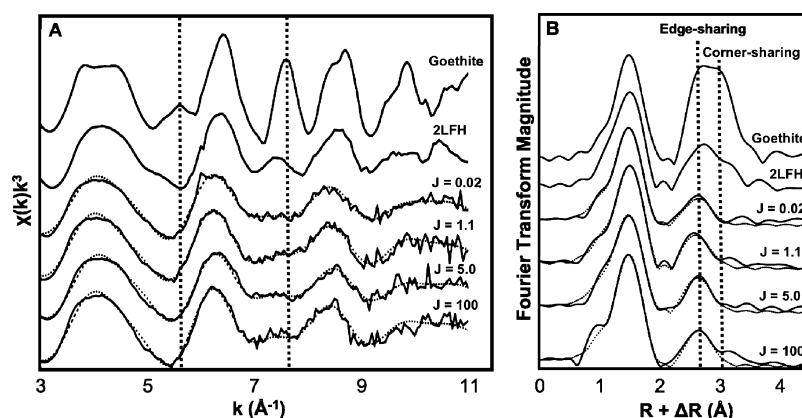 A
Goethite
2LFH
J = 0.02
J = 1.1
J = 5.0
J = 100
χ(k)k³
3 5 7 9 11
k (Å⁻¹)
B
Edge-sharing
Corner-sharing
Goethite
2LFH
J = 0.02
J = 1.1
J = 5.0
J = 100
Fourier Transform Magnitude
0 1 2 3 4
R + ΔR (Å)